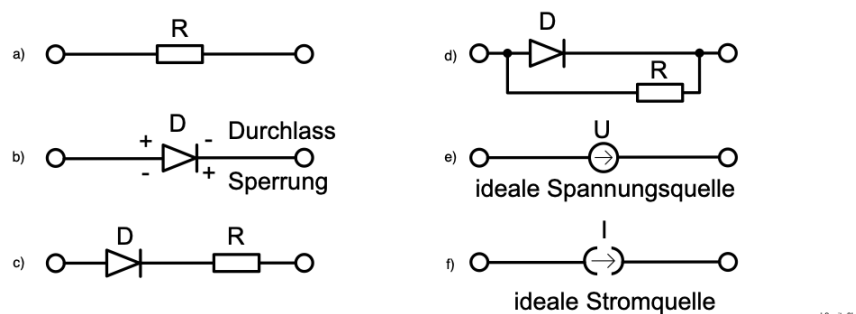 a)
R
b)
D
+ - Durchlass
- + Sperrung
c)
D R
d)
D
R
e)
U
ideale Spannungsquelle
f)
I
ideale Stromquelle